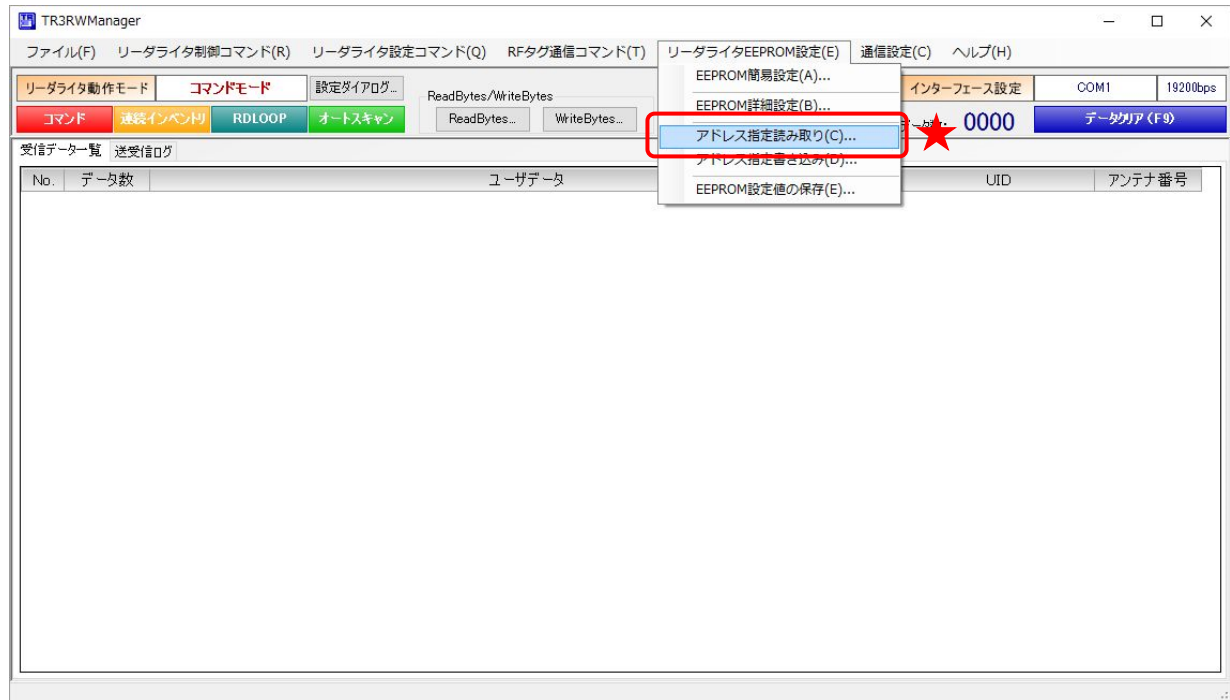 TR3RWManager
ファイル(F) リーダライタ制御コマンド(R) リーダライタ設定コマンド(Q) RFタグ通信コマンド(T) リーダライタEEPROM設定(E) 通信設定(C) ヘルプ(H)
EEPROM簡易設定(A)...
EEPROM詳細設定(B)...
アドレス指定読み取り(C)...
アドレス指定書き込み(D)...
EEPROM設定値の保存(E)...
リーダライタ動作モード コマンドモード 設定ダイアログ... ReadBytes/WriteBytes インターフェース設定 COM1 19200bps
コマンド 連続インベントリ RDLOOP オートスキャン ReadBytes... WriteBytes... 0000 データクリア(F9)
受信データ一覧 送受信ログ
No. データ数 ユーザデータ UID アンテナ番号